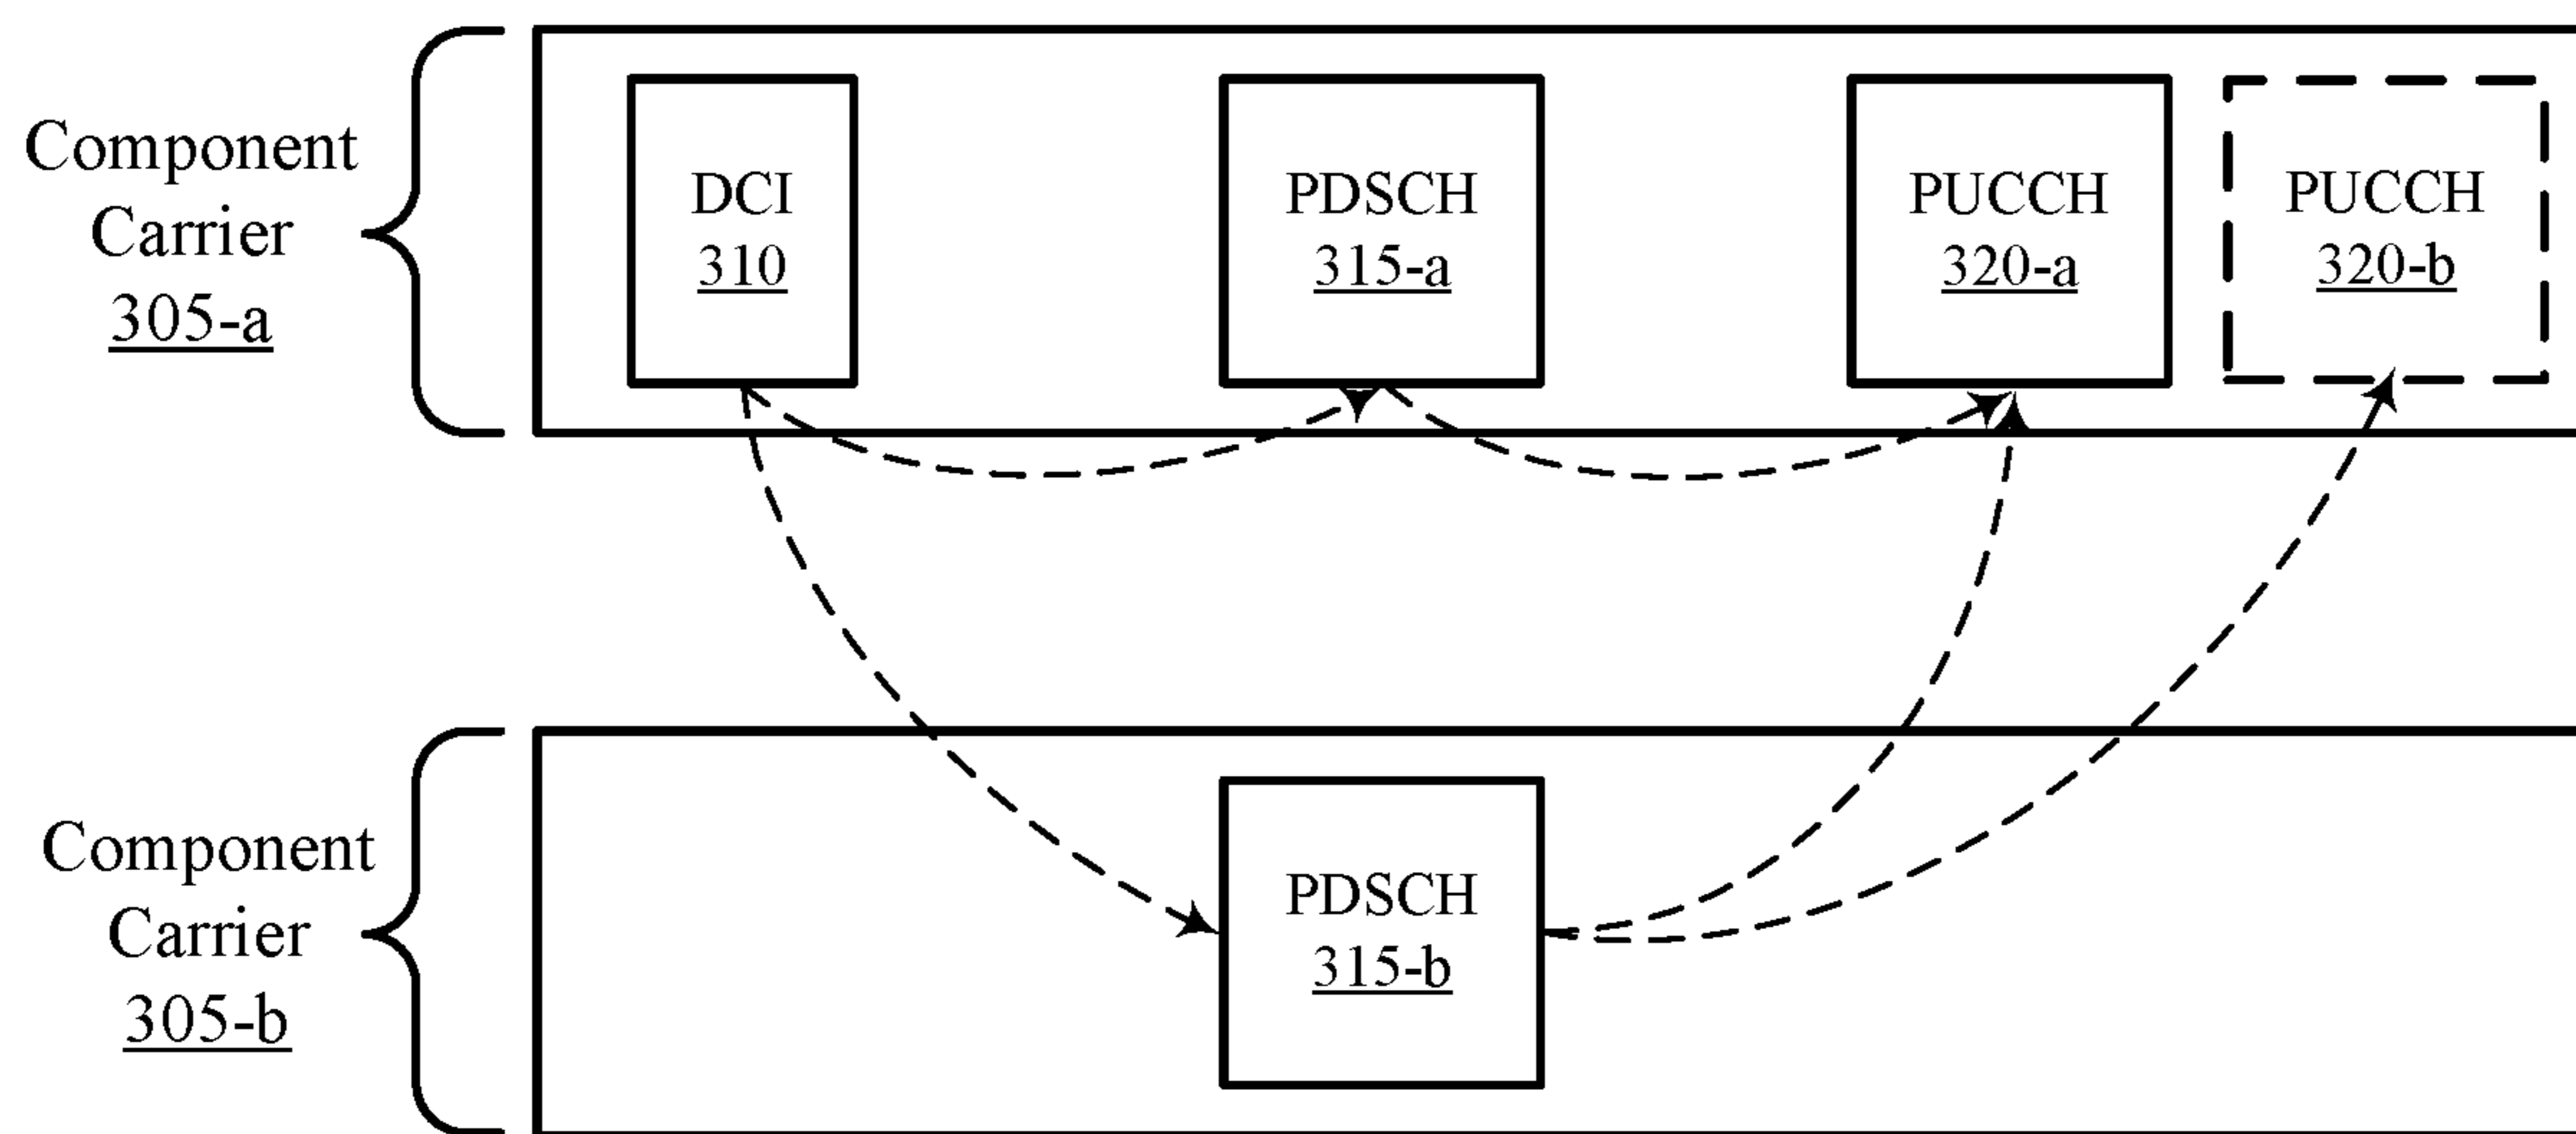 Component
Carrier
305-a
DCI
310
PDSCH
315-a
PUCCH
320-a
PUCCH
320-b
Component
Carrier
305-b
PDSCH
315-b